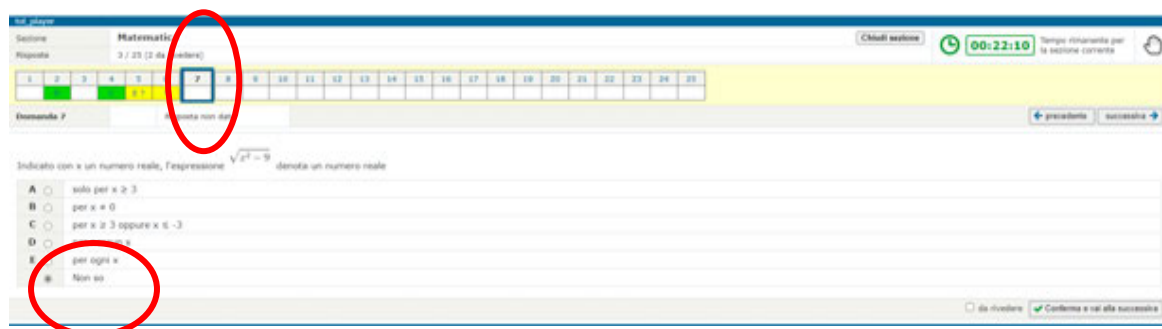 tol_player
Sezione Matematica Chiudi sezione 00:22:10 Tempo rimanente per
Risposte 3 / 25 (2 da rivedere) la sezione corrente
1 2 3 4 5 6 7 8 9 10 11 12 13 14 15 16 17 18 19 20 21 22 23 24 25
Domanda 7 Risposta non data precedente successiva
Indicato con x un numero reale, l'espressione √x² − 9 denota un numero reale
A solo per x ≥ 3
B per x ≠ 0
C per x ≥ 3 oppure x ≤ -3
D x
E per ogni x
Non so
da rivedere Conferma e vai alla successiva